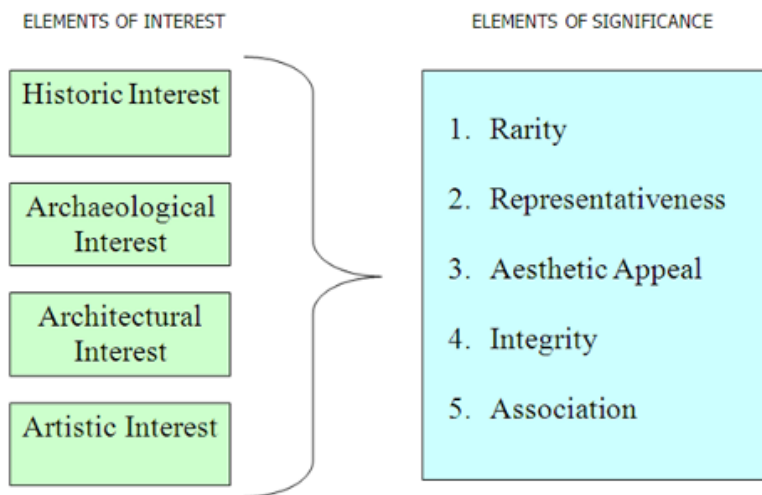 ELEMENTS OF INTEREST
Historic Interest
Archaeological
Interest
Architectural
Interest
Artistic Interest
ELEMENTS OF SIGNIFICANCE
1. Rarity
2. Representativeness
3. Aesthetic Appeal
4. Integrity
5. Association